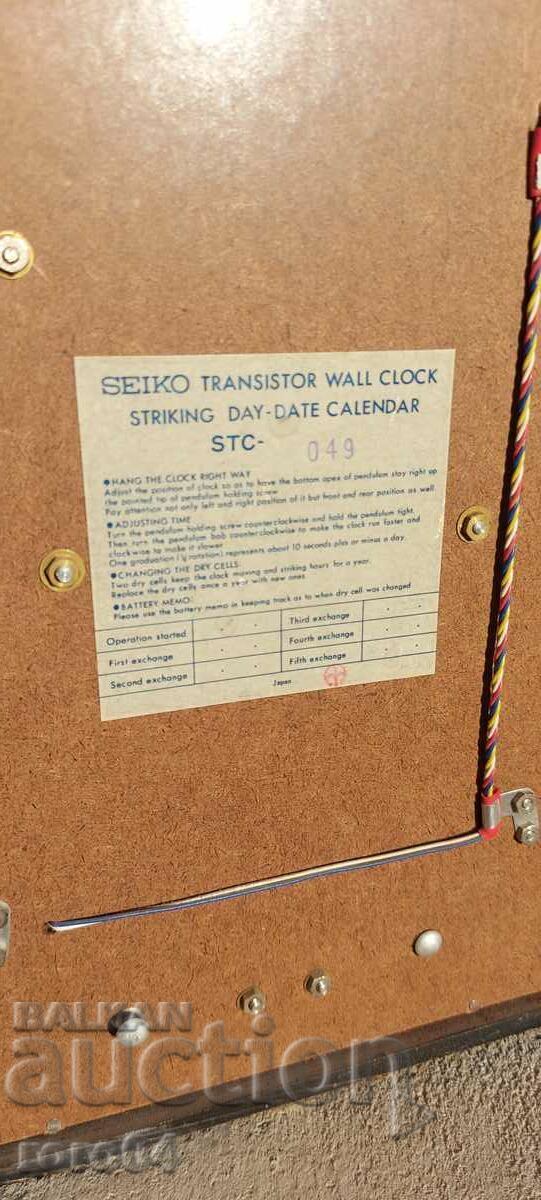 SEIKO TRANSISTOR WALL CLOCK
STRIKING DAY-DATE CALENDAR
STC- 049
●HANG THE CLOCK RIGHT WAY
Adjust the position of clock so as to have the bottom apex of pendulum stay right up
the pointed tip of pendulum holding screw
Pay attention not only left and right position of it but front and rear position as well.
●ADJUSTING TIME
Turn the pendulum holding screw counterclockwise and hold the pendulum tight.
Then turn the pendulum bob counterclockwise to make the clock run faster and
clockwise to make it slower.
One graduation (⅓ rotation) represents about 10 seconds plus or minus a day.
●CHANGING THE DRY CELLS
Two dry cells keep the clock moving and striking hours for a year.
Replace the dry cells once a year with new ones
●BATTERY MEMO:
Please use the battery memo in keeping track as to when dry cell was changed
Operation started . . Third exchange . .
First exchange . . Fourth exchange . .
Second exchange . . Fifth exchange . .
Japan
BALKAN
auction